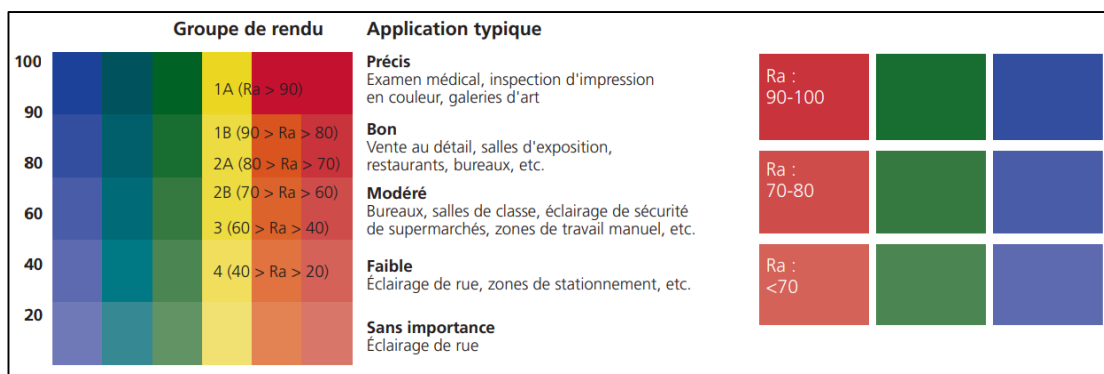 Groupe de rendu
Application typique
100
90
80
60
40
20
1A (Ra > 90)
1B (90 > Ra > 80)
2A (80 > Ra > 70)
2B (70 > Ra > 60)
3 (60 > Ra > 40)
4 (40 > Ra > 20)
Précis
Examen médical, inspection d'impression
en couleur, galeries d'art
Bon
Vente au détail, salles d'exposition,
restaurants, bureaux, etc.
Modéré
Bureaux, salles de classe, éclairage de sécurité
de supermarchés, zones de travail manuel, etc.
Faible
Éclairage de rue, zones de stationnement, etc.
Sans importance
Éclairage de rue
Ra :
90-100
Ra :
70-80
Ra :
<70